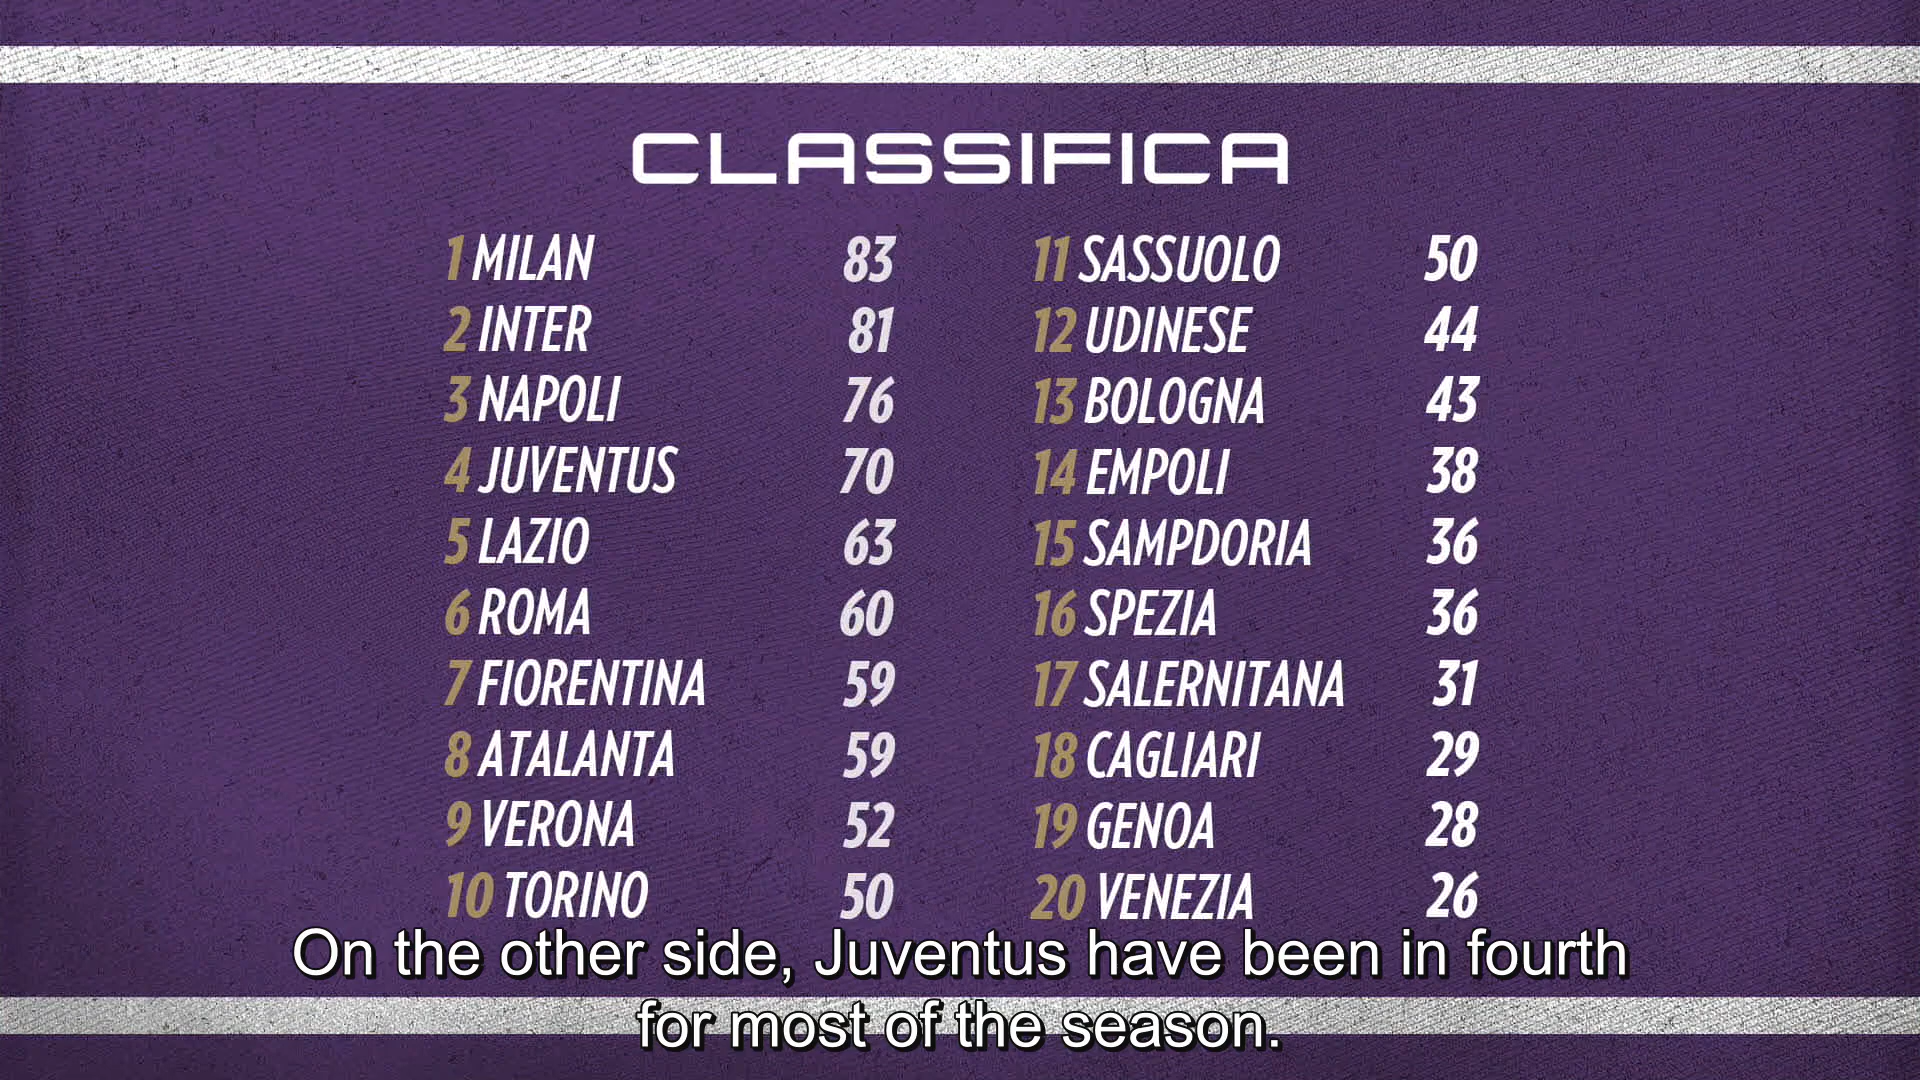 CLASSIFICA
1 MILAN 83
2 INTER 81
3 NAPOLI 76
4 JUVENTUS 70
5 LAZIO 63
6 ROMA 60
7 FIORENTINA 59
8 ATALANTA 59
9 VERONA 52
10 TORINO 50
11 SASSUOLO 50
12 UDINESE 44
13 BOLOGNA 43
14 EMPOLI 38
15 SAMPDORIA 36
16 SPEZIA 36
17 SALERNITANA 31
18 CAGLIARI 29
19 GENOA 28
20 VENEZIA 26
On the other side, Juventus have been in fourth
for most of the season.